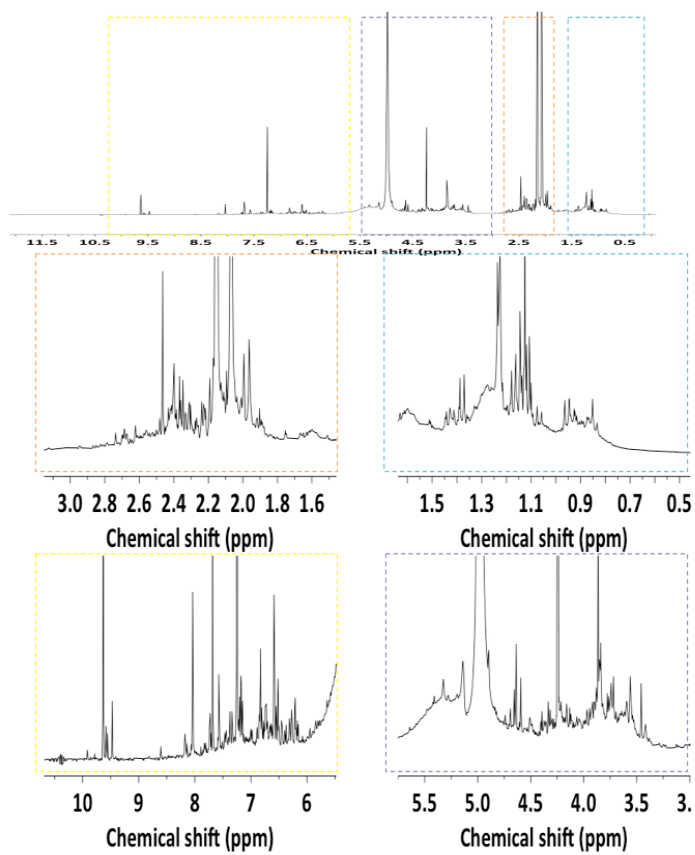 11.5 10.5 9.5 8.5 7.5 6.5 5.5 4.5 3.5 2.5 1.5 0.5
Chemical shift (ppm)
3.0 2.8 2.6 2.4 2.2 2.0 1.8 1.6
1.5 1.3 1.1 0.9 0.7 0.5
Chemical shift (ppm)
Chemical shift (ppm)
10 9 8 7 6
5.5 5.0 4.5 4.0 3.5 3.
Chemical shift (ppm)
Chemical shift (ppm)